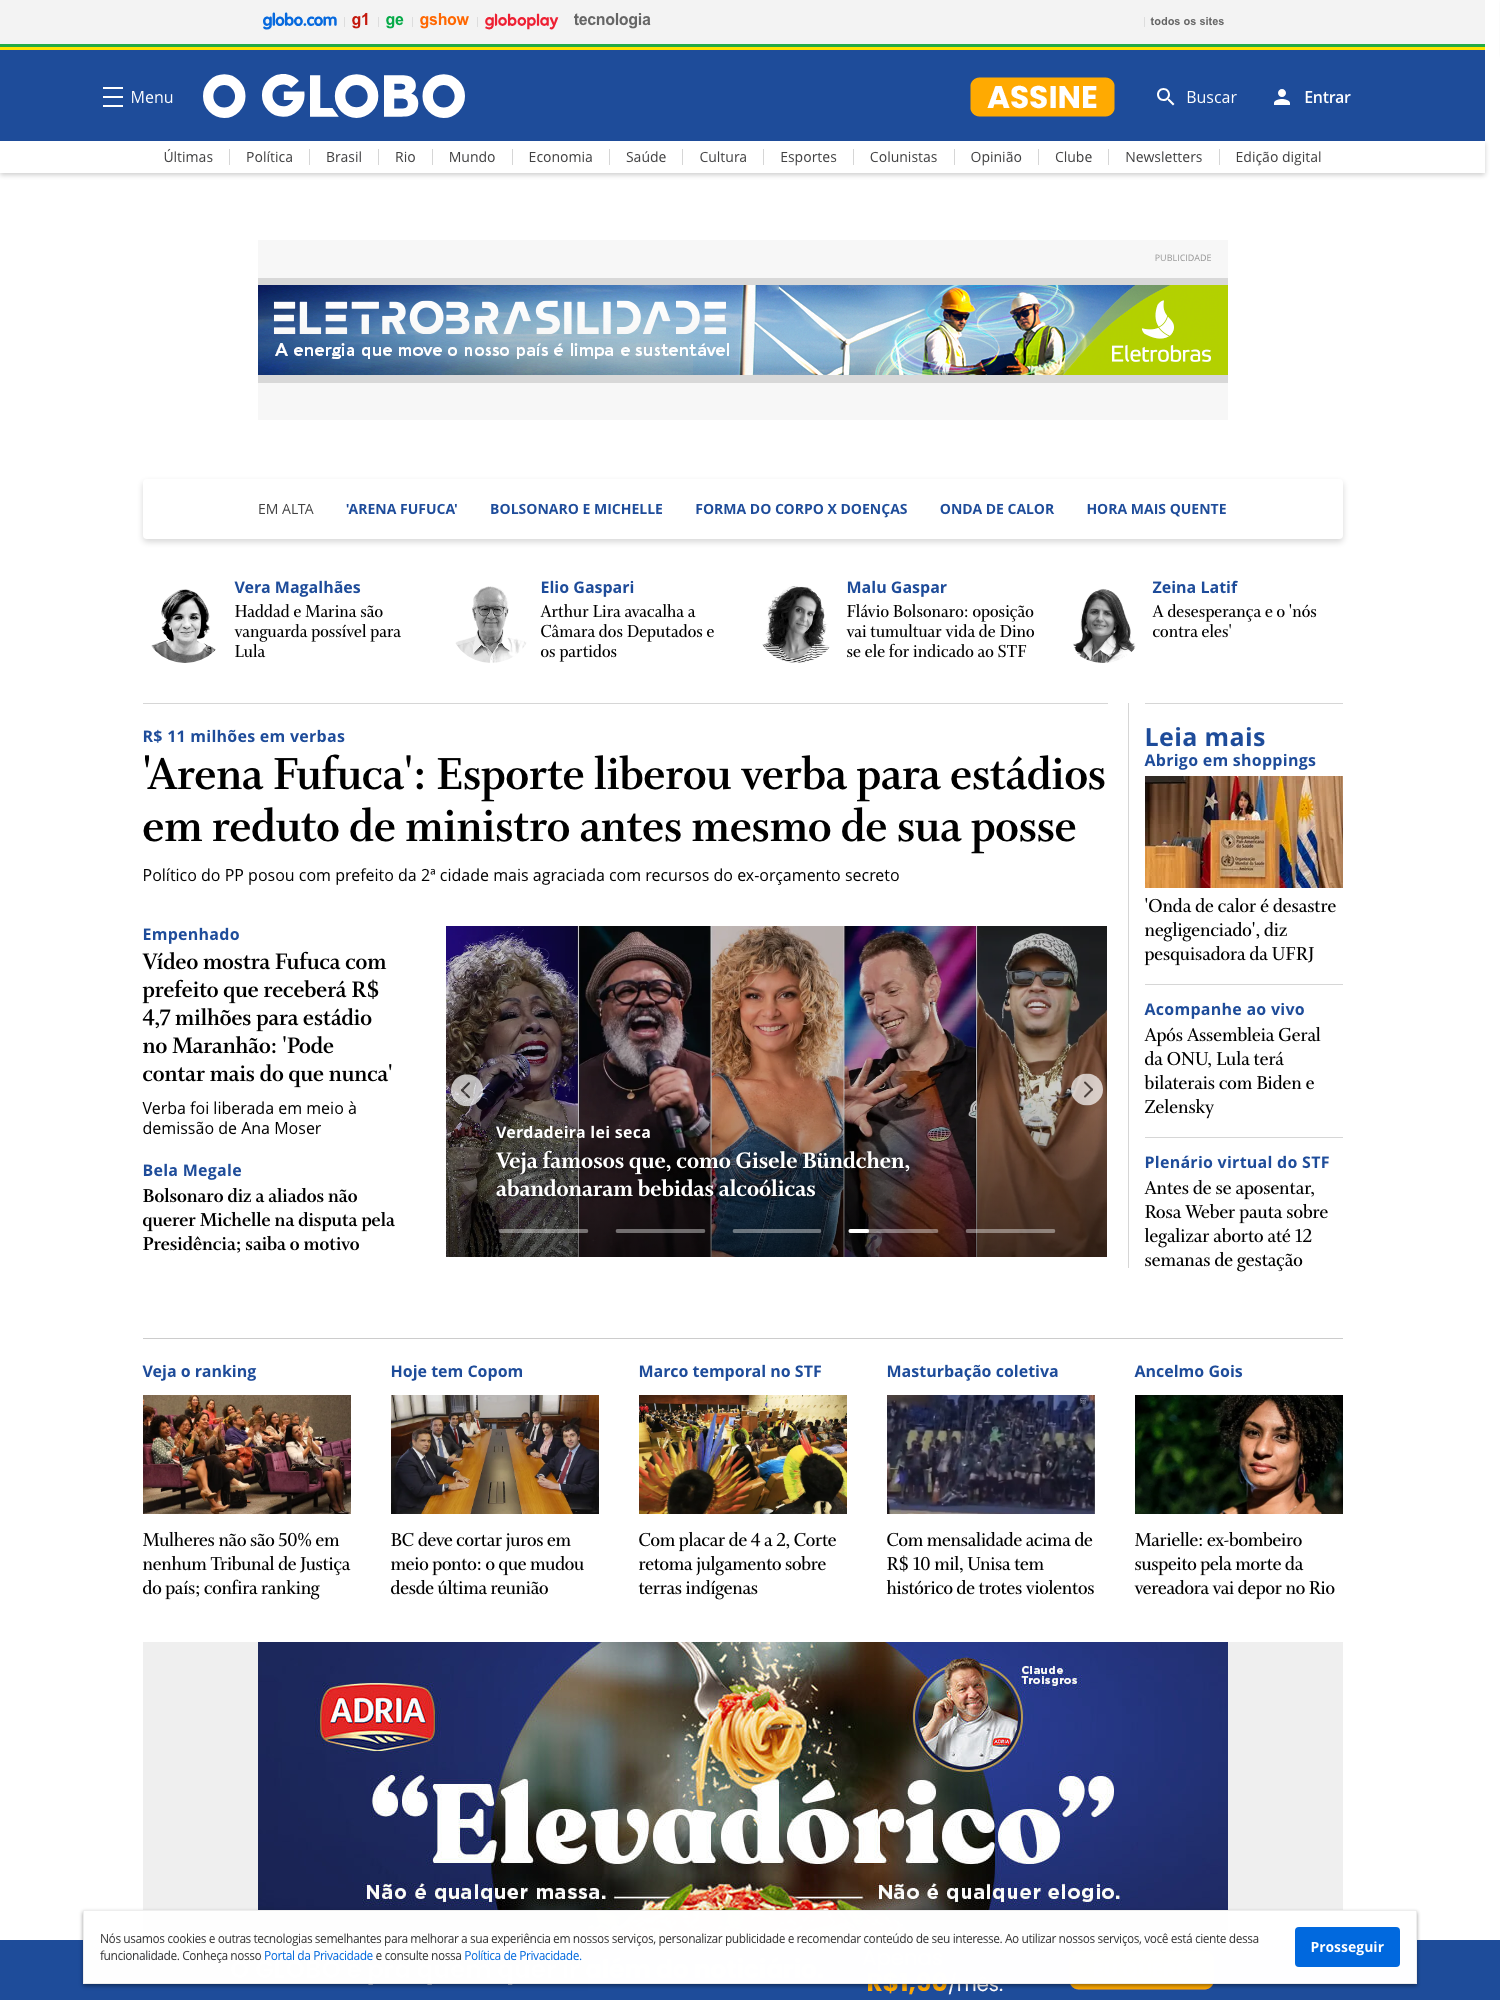 globo.com g1 ge gshow globoplay tecnologia todos os sites
Menu O GLOBO ASSINE Buscar Entrar
Últimas Política Brasil Rio Mundo Economia Saúde Cultura Esportes Colunistas Opinião Clube Newsletters Edição digital
PUBLICIDADE
ELETROBRASILIDADE
A energia que move o nosso país é limpa e sustentável
Eletrobras
EM ALTA 'ARENA FUFUCA' BOLSONARO E MICHELLE FORMA DO CORPO X DOENÇAS ONDA DE CALOR HORA MAIS QUENTE
Vera Magalhães
Haddad e Marina são
vanguarda possível para
Lula
Elio Gaspari
Arthur Lira avacalha a
Câmara dos Deputados e
os partidos
Malu Gaspar
Flávio Bolsonaro: oposição
vai tumultuar vida de Dino
se ele for indicado ao STF
Zeina Latif
A desesperança e o 'nós
contra eles'
R$ 11 milhões em verbas
'Arena Fufuca': Esporte liberou verba para estádios
em reduto de ministro antes mesmo de sua posse
Político do PP posou com prefeito da 2ª cidade mais agraciada com recursos do ex-orçamento secreto
Empenhado
Vídeo mostra Fufuca com
prefeito que receberá R$
4,7 milhões para estádio
no Maranhão: 'Pode
contar mais do que nunca'
Verba foi liberada em meio à
demissão de Ana Moser
Bela Megale
Bolsonaro diz a aliados não
querer Michelle na disputa pela
Presidência; saiba o motivo
Verdadeira lei seca
Veja famosos que, como Gisele Bündchen,
abandonaram bebidas alcoólicas
Leia mais
Abrigo em shoppings
'Onda de calor é desastre
negligenciado', diz
pesquisadora da UFRJ
Acompanhe ao vivo
Após Assembleia Geral
da ONU, Lula terá
bilaterais com Biden e
Zelensky
Plenário virtual do STF
Antes de se aposentar,
Rosa Weber pauta sobre
legalizar aborto até 12
semanas de gestação
Veja o ranking
Mulheres não são 50% em
nenhum Tribunal de Justiça
do país; confira ranking
Hoje tem Copom
BC deve cortar juros em
meio ponto: o que mudou
desde última reunião
Marco temporal no STF
Com placar de 4 a 2, Corte
retoma julgamento sobre
terras indígenas
Masturbação coletiva
Com mensalidade acima de
R$ 10 mil, Unisa tem
histórico de trotes violentos
Ancelmo Gois
Marielle: ex-bombeiro
suspeito pela morte da
vereadora vai depor no Rio
ADRIA
Claude
Troisgros
ADRIA
“Elevadórico”
Não é qualquer massa. Não é qualquer elogio.
Nós usamos cookies e outras tecnologias semelhantes para melhorar a sua experiência em nossos serviços, personalizar publicidade e recomendar conteúdo de seu interesse. Ao utilizar nossos serviços, você está ciente dessa
funcionalidade. Conheça nosso Portal da Privacidade e consulte nossa Política de Privacidade.
Prosseguir
R$1,90/mês.